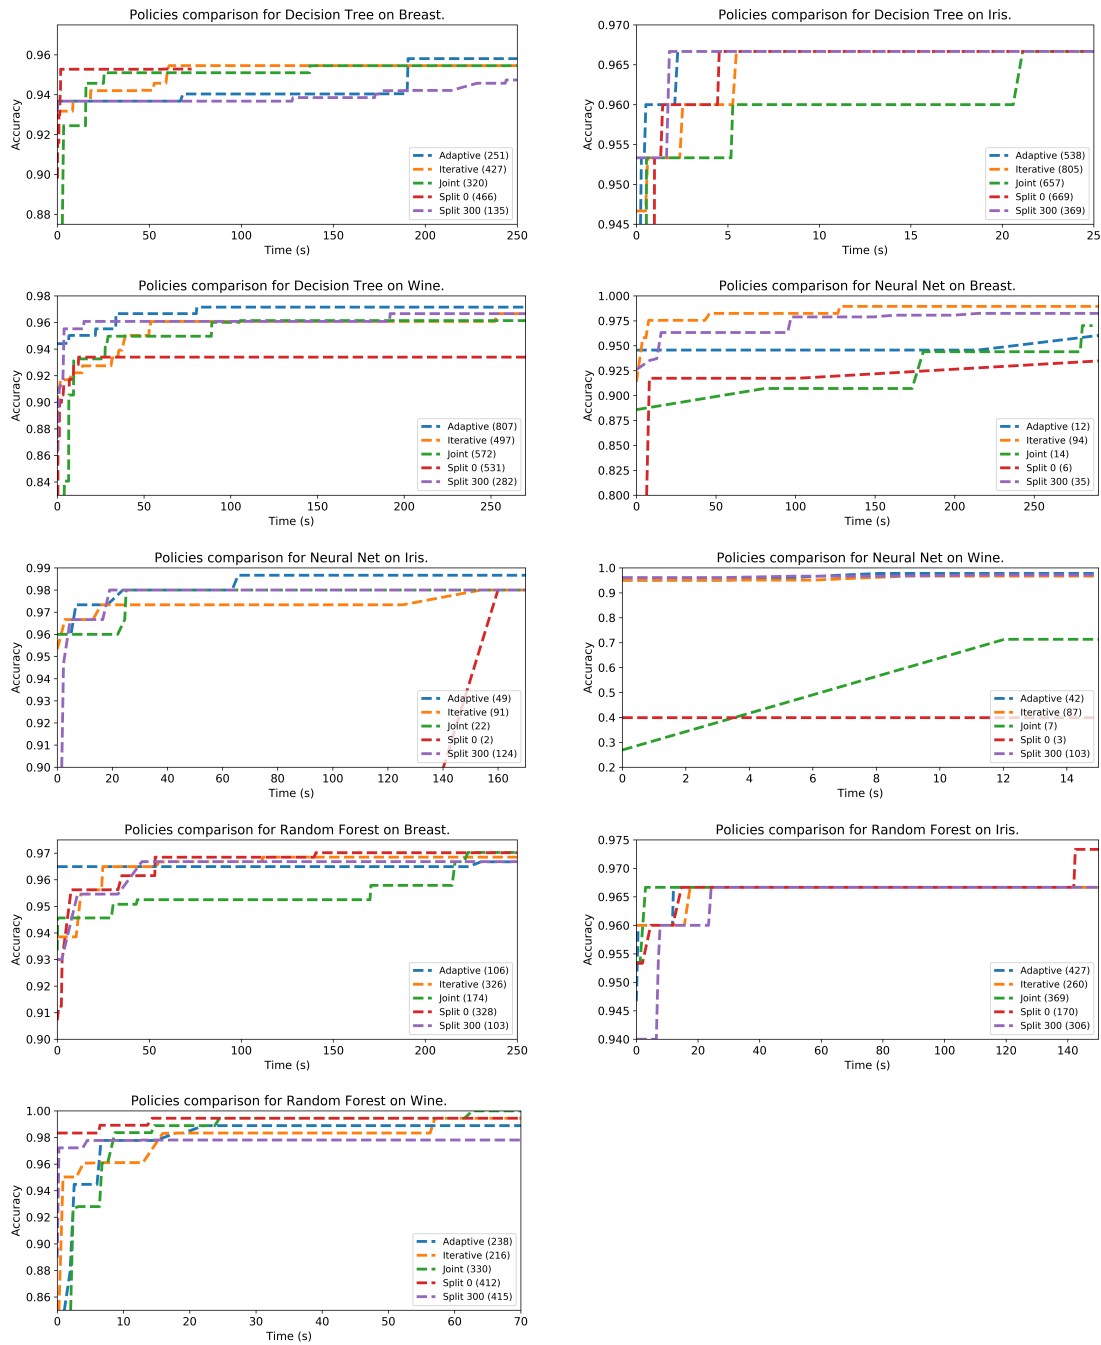 Policies comparison for Decision Tree on Breast.
0.96
0.94
0.92
0.90
0.88
Accuracy
0 50 100 150 200 250
Time (s)
Adaptive (251)
Iterative (427)
Joint (320)
Split 0 (466)
Split 300 (135)
Policies comparison for Decision Tree on Iris.
0.970
0.965
0.960
0.955
0.950
0.945
Accuracy
0 5 10 15 20 25
Time (s)
Adaptive (538)
Iterative (805)
Joint (657)
Split 0 (669)
Split 300 (369)
Policies comparison for Decision Tree on Wine.
0.98
0.96
0.94
0.92
0.90
0.88
0.86
0.84
Accuracy
0 50 100 150 200 250
Time (s)
Adaptive (807)
Iterative (497)
Joint (572)
Split 0 (531)
Split 300 (282)
Policies comparison for Neural Net on Breast.
1.000
0.975
0.950
0.925
0.900
0.875
0.850
0.825
0.800
Accuracy
0 50 100 150 200 250
Time (s)
Adaptive (12)
Iterative (94)
Joint (14)
Split 0 (6)
Split 300 (35)
Policies comparison for Neural Net on Iris.
0.99
0.98
0.97
0.96
0.95
0.94
0.93
0.92
0.91
0.90
Accuracy
0 20 40 60 80 100 120 140 160
Time (s)
Adaptive (49)
Iterative (91)
Joint (22)
Split 0 (2)
Split 300 (124)
Policies comparison for Neural Net on Wine.
1.0
0.9
0.8
0.7
0.6
0.5
0.4
0.3
0.2
Accuracy
0 2 4 6 8 10 12 14
Time (s)
Adaptive (42)
Iterative (87)
Joint (7)
Split 0 (3)
Split 300 (103)
Policies comparison for Random Forest on Breast.
0.97
0.96
0.95
0.94
0.93
0.92
0.91
0.90
Accuracy
0 50 100 150 200 250
Time (s)
Adaptive (106)
Iterative (326)
Joint (174)
Split 0 (328)
Split 300 (103)
Policies comparison for Random Forest on Iris.
0.975
0.970
0.965
0.960
0.955
0.950
0.945
0.940
Accuracy
0 20 40 60 80 100 120 140
Time (s)
Adaptive (427)
Iterative (260)
Joint (369)
Split 0 (170)
Split 300 (306)
Policies comparison for Random Forest on Wine.
1.00
0.98
0.96
0.94
0.92
0.90
0.88
0.86
Accuracy
0 10 20 30 40 50 60 70
Time (s)
Adaptive (238)
Iterative (216)
Joint (330)
Split 0 (412)
Split 300 (415)